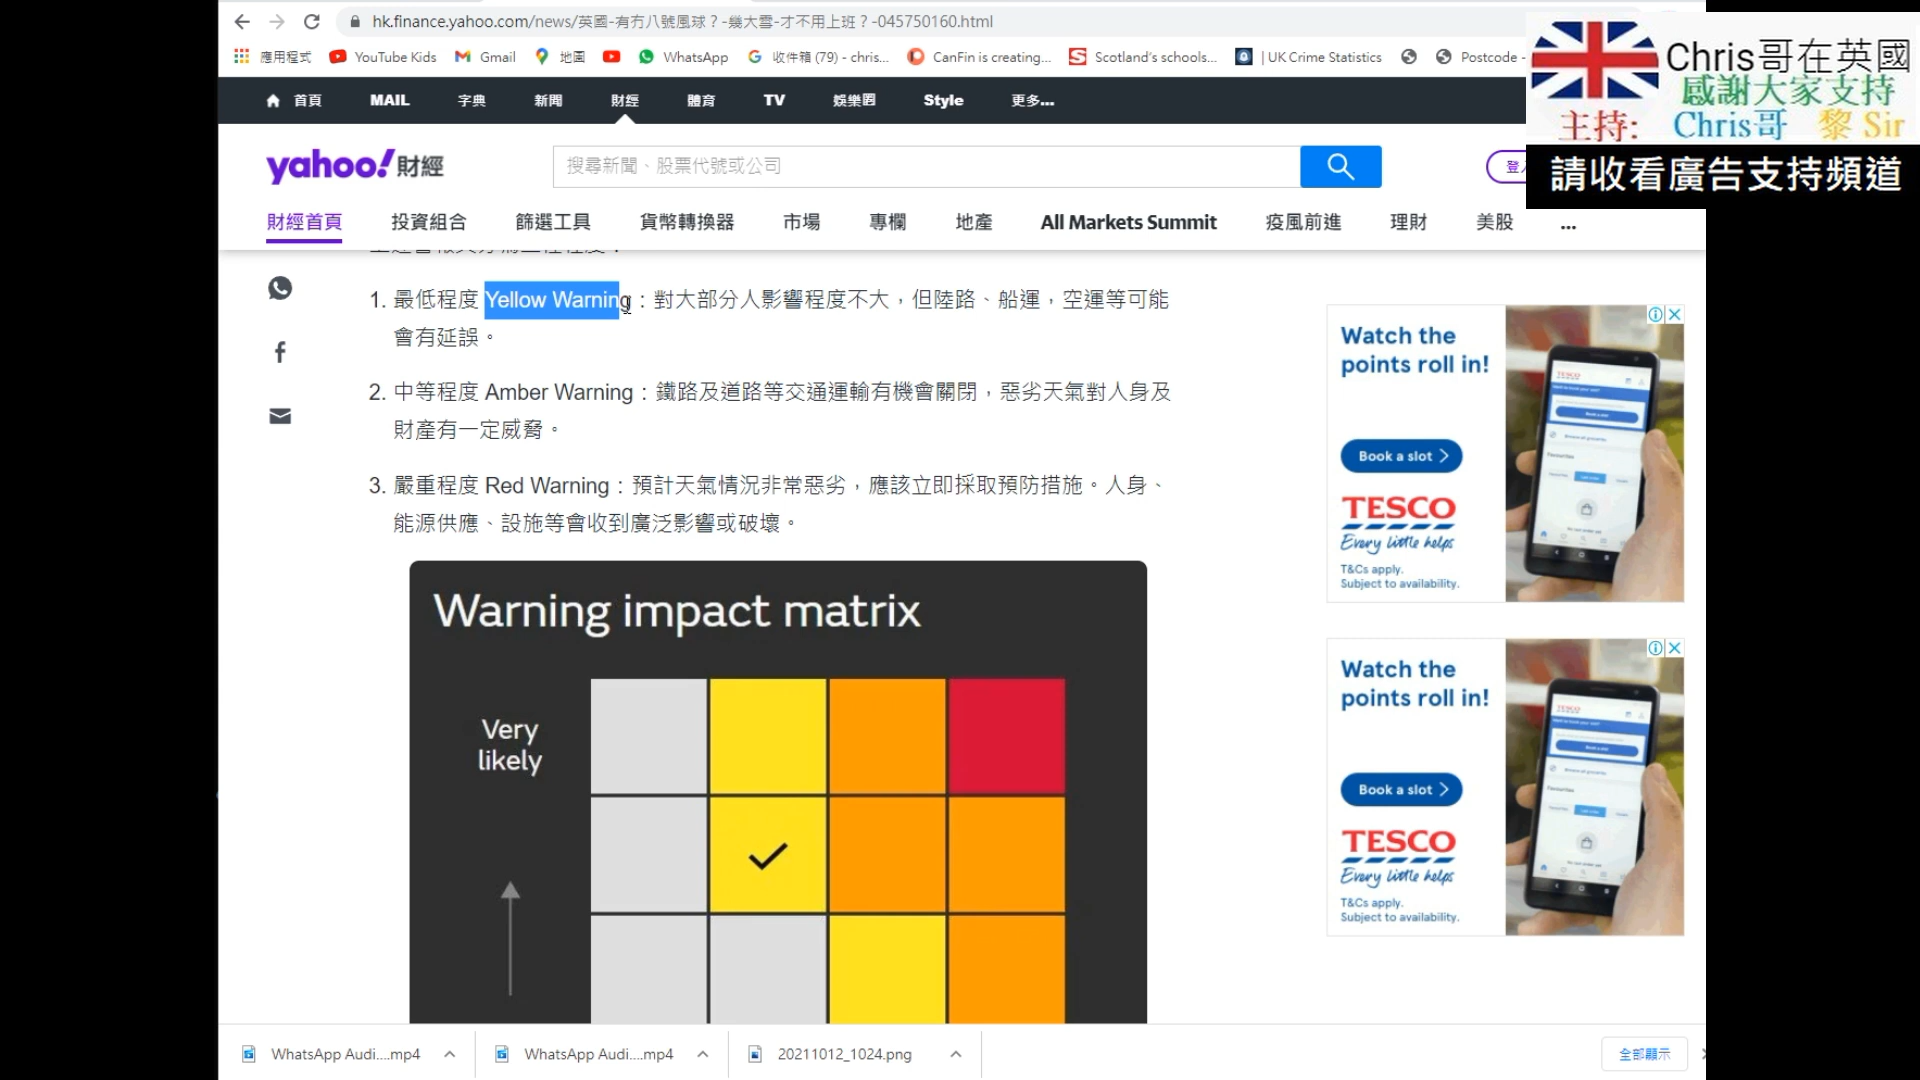 hk.finance.yahoo.com/news/英國-有冇八號風球？-幾大雪-才不用上班？-045750160.html
應用程式 YouTube Kids Gmail 地圖 WhatsApp 收件箱 (79) - chris... CanFin is creating... Scotland's schools... | UK Crime Statistics Postcode -
Chris哥在英國
感謝大家支持
主持: Chris哥 黎 Sir
請收看廣告支持頻道
首頁 MAIL 字典 新聞 財經 體育 TV 娛樂圈 Style 更多...
yahoo!財經
搜尋新聞、股票代號或公司
登入
財經首頁 投資組合 篩選工具 貨幣轉換器 市場 專欄 地產 All Markets Summit 疫風前進 理財 美股 ...
1. 最低程度 Yellow Warning：對大部分人影響程度不大，但陸路、船運，空運等可能
會有延誤。
2. 中等程度 Amber Warning：鐵路及道路等交通運輸有機會關閉，惡劣天氣對人身及
財產有一定威脅。
3. 嚴重程度 Red Warning：預計天氣情況非常惡劣，應該立即採取預防措施。人身、
能源供應、設施等會收到廣泛影響或破壞。
Warning impact matrix
Very
likely
Watch the
points roll in!
Book a slot
TESCO
Every little helps
T&Cs apply.
Subject to availability.
Watch the
points roll in!
Book a slot
TESCO
Every little helps
T&Cs apply.
Subject to availability.
WhatsApp Audi....mp4 WhatsApp Audi....mp4 20211012_1024.png 全部顯示